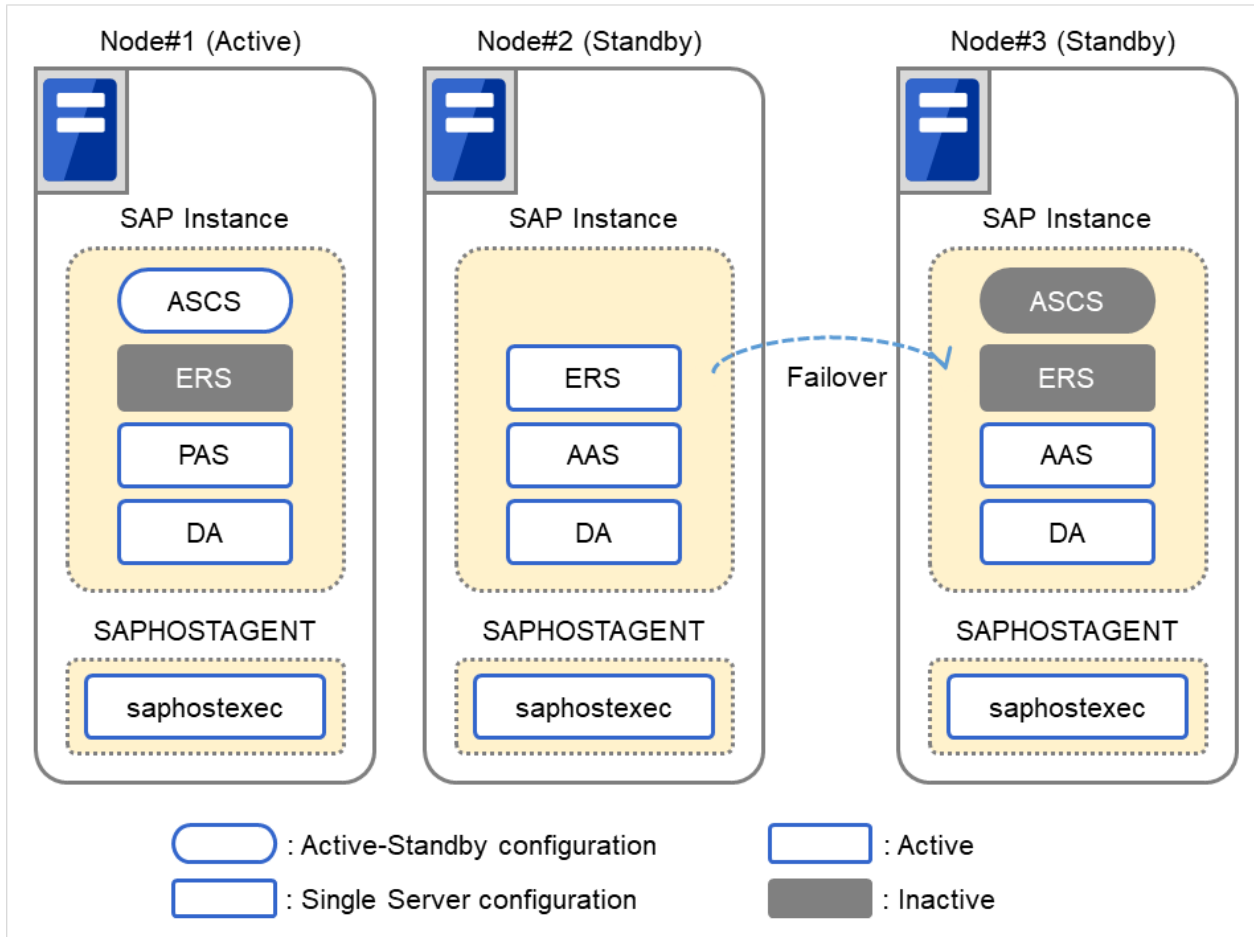 Node#1 (Active)
Node#2 (Standby)
Node#3 (Standby)
SAP Instance
ASCS
ERS
PAS
DA
SAPHOSTAGENT
saphostexec
SAP Instance
ERS
AAS
DA
SAPHOSTAGENT
saphostexec
Failover
SAP Instance
ASCS
ERS
AAS
DA
SAPHOSTAGENT
saphostexec
: Active-Standby configuration
: Single Server configuration
: Active
: Inactive